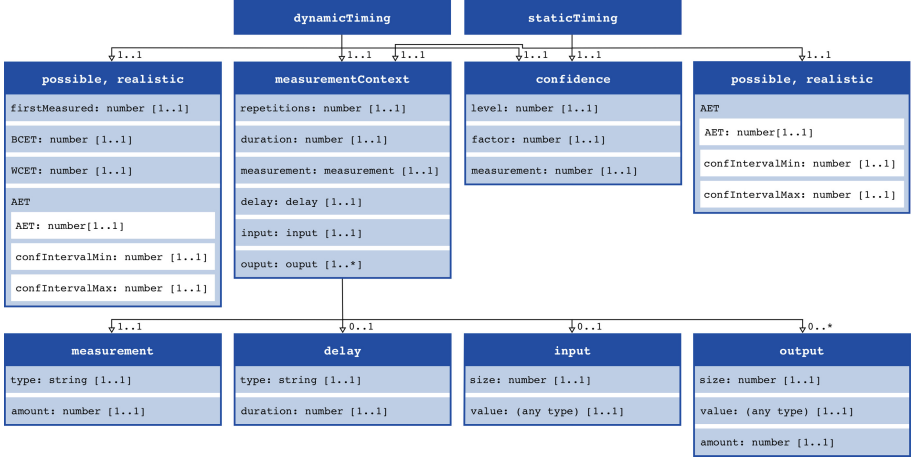 dynamicTiming
staticTiming
1..1
1..1
1..1
1..1
1..1
1..1
possible, realistic
firstMeasured: number [1..1]
BCET: number [1..1]
WCET: number [1..1]
AET
AET: number[1..1]
confIntervalMin: number [1..1]
confIntervalMax: number [1..1]
measurementContext
repetitions: number [1..1]
duration: number [1..1]
measurement: measurement [1..1]
delay: delay [1..1]
input: input [1..1]
ouput: ouput [1..*]
confidence
level: number [1..1]
factor: number [1..1]
measurement: number [1..1]
possible, realistic
AET
AET: number[1..1]
confIntervalMin: number [1..1]
confIntervalMax: number [1..1]
1..1
0..1
0..1
0..*
measurement
type: string [1..1]
amount: number [1..1]
delay
type: string [1..1]
duration: number [1..1]
input
size: number [1..1]
value: (any type) [1..1]
output
size: number [1..1]
value: (any type) [1..1]
amount: number [1..1]